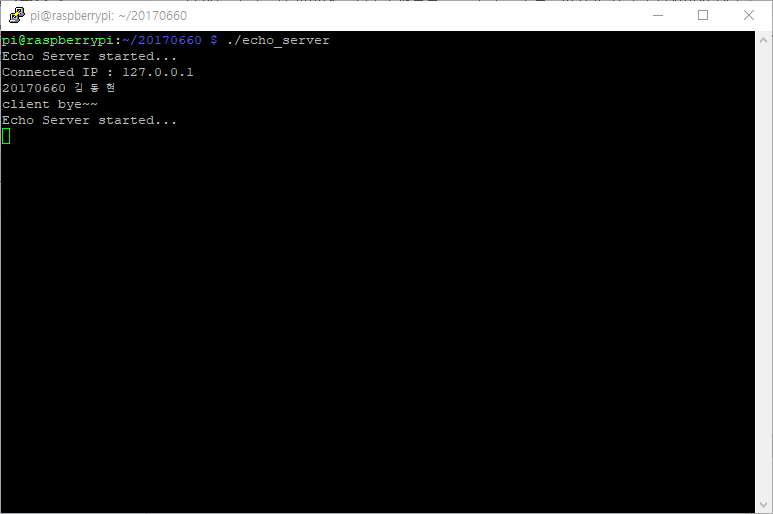 pi@raspberrypi: ~/20170660
pi@raspberrypi:~/20170660 $ ./echo_server
Echo Server started...
Connected IP : 127.0.0.1
20170660 김동현
client bye~~
Echo Server started...